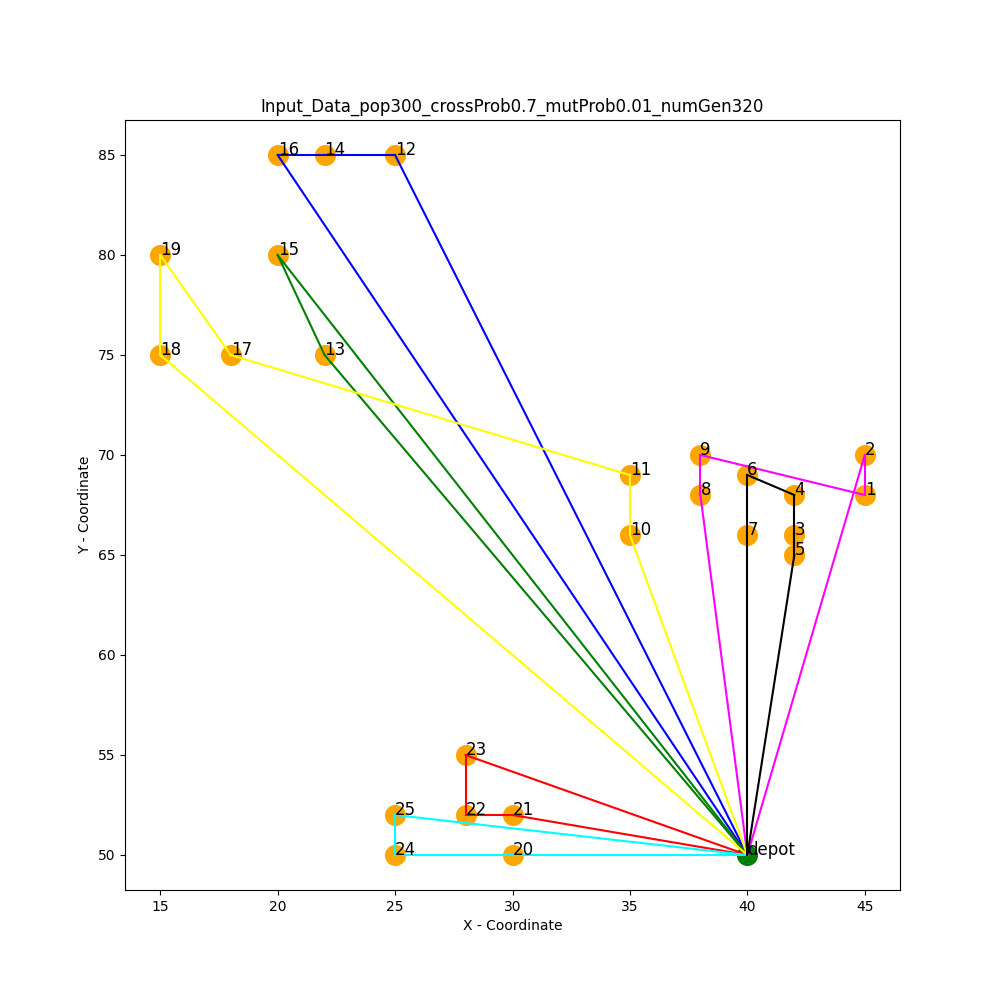 Input_Data_pop300_crossProb0.7_mutProb0.01_numGen320
85
80
75
70
65
60
55
50
Y - Coordinate
16 14 12
19 15
18 17 13
9 2
11 6
8 4 1
10 7 3
5
23
25 22 21
24 20 depot
15 20 25 30 35 40 45
X - Coordinate